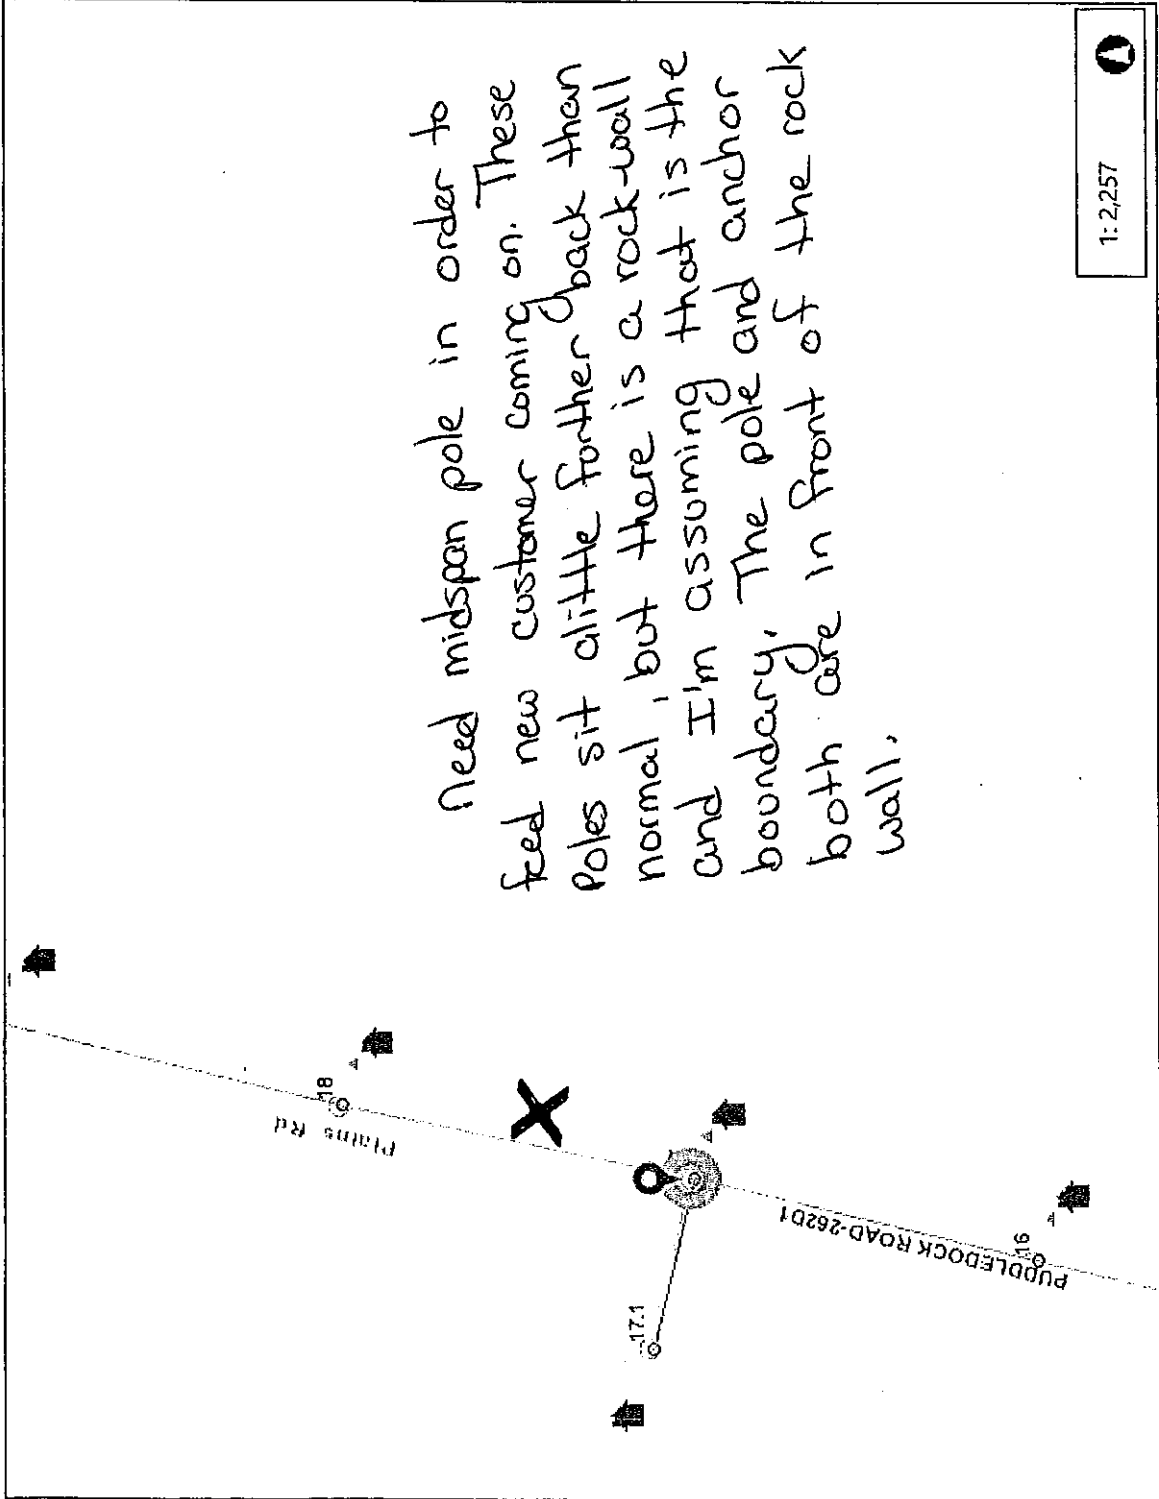 Need midspan pole in order to
feed new customer coming on. These
Poles sit alittle further back than
normal, but there is a rock-wall
and I'm assuming that is the
boundary. The pole and anchor
both are in front of the rock
wall.
18
Plains Rd
17.1
16
PUDDLEDOCK ROAD-262D1
1: 2,257